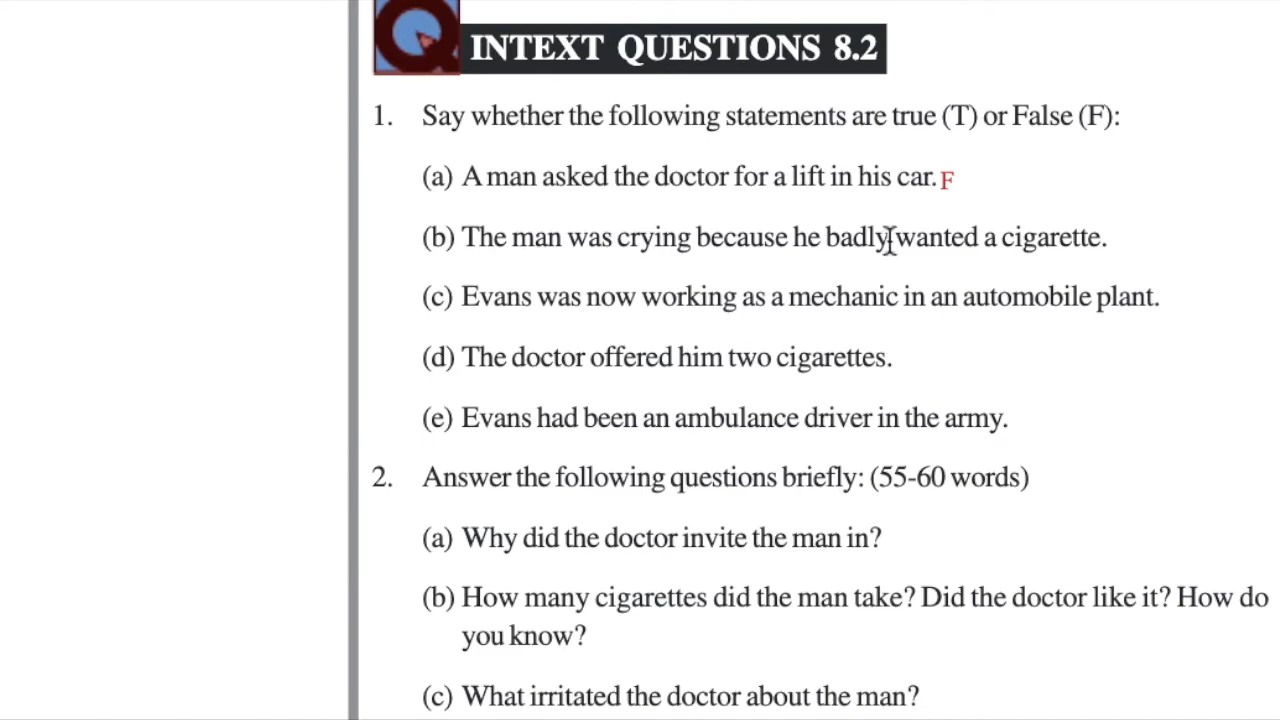 INTEXT QUESTIONS 8.2
1. Say whether the following statements are true (T) or False (F):
(a) A man asked the doctor for a lift in his car. F
(b) The man was crying because he badly wanted a cigarette.
(c) Evans was now working as a mechanic in an automobile plant.
(d) The doctor offered him two cigarettes.
(e) Evans had been an ambulance driver in the army.
2. Answer the following questions briefly: (55-60 words)
(a) Why did the doctor invite the man in?
(b) How many cigarettes did the man take? Did the doctor like it? How do
you know?
(c) What irritated the doctor about the man?